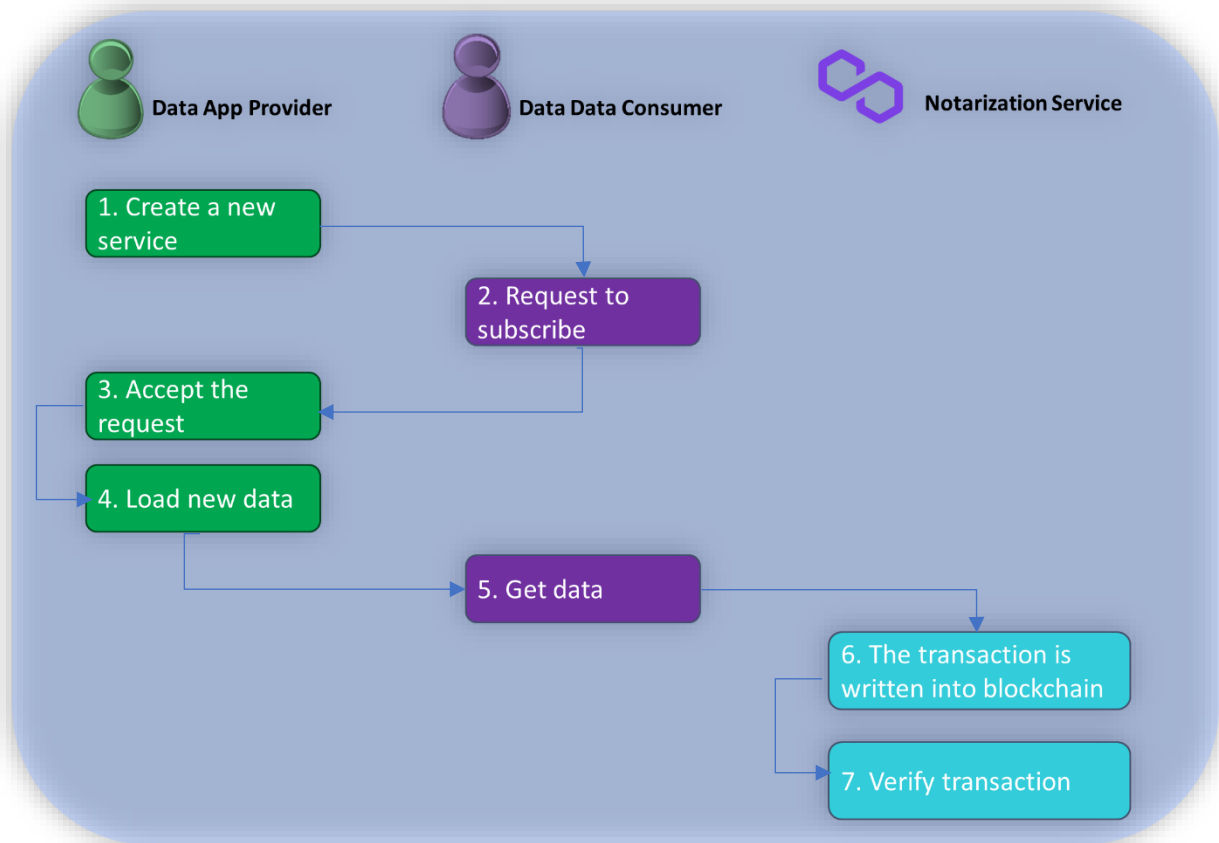 Data App Provider
Data Data Consumer
Notarization Service
1. Create a new
service
2. Request to
subscribe
3. Accept the
request
4. Load new data
5. Get data
6. The transaction is
written into blockchain
7. Verify transaction